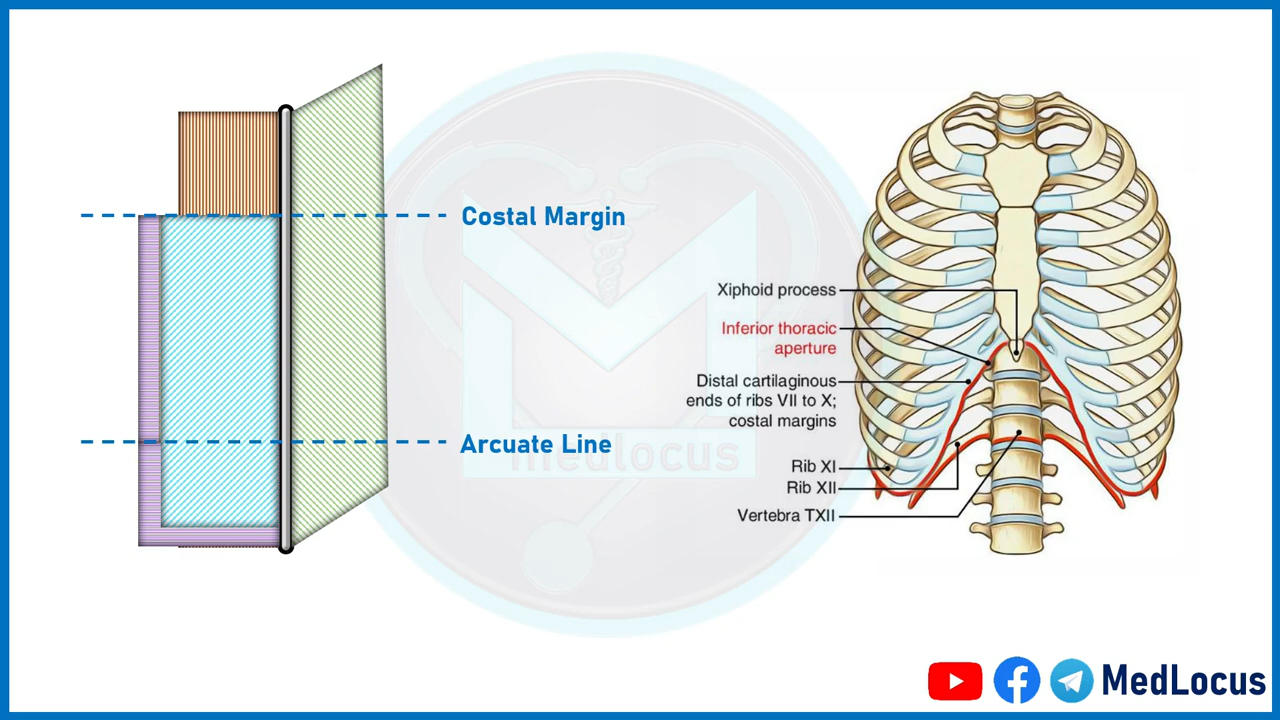 Costal Margin
Arcuate Line
Xiphoid process
Inferior thoracic
aperture
Distal cartilaginous
ends of ribs VII to X;
costal margins
Rib XI
Rib XII
Vertebra TXII
medlocus
MedLocus